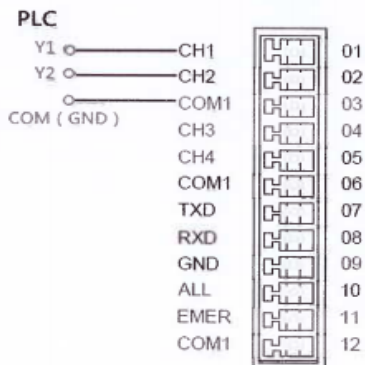 PLC
Y1 CH1 01
Y2 CH2 02
COM1 03
COM ( GND )
CH3 04
CH4 05
COM1 06
TXD 07
RXD 08
GND 09
ALL 10
EMER 11
COM1 12